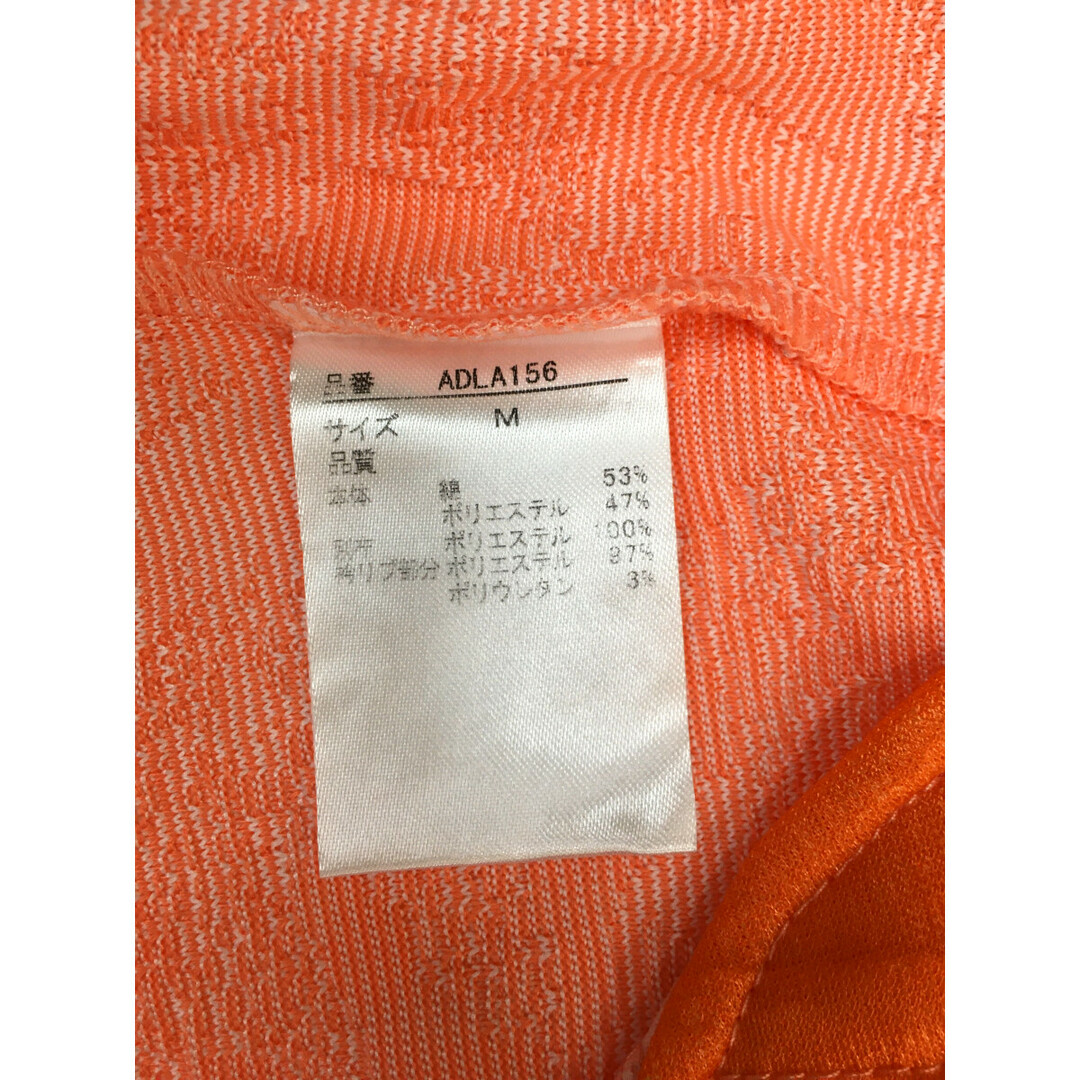 品番 ADLA156
サイズ M
品質
本体 綿 53%
ポリエステル 47%
別布 ポリエステル 100%
衿リブ部分 ポリエステル 97%
ポリウレタン 3%